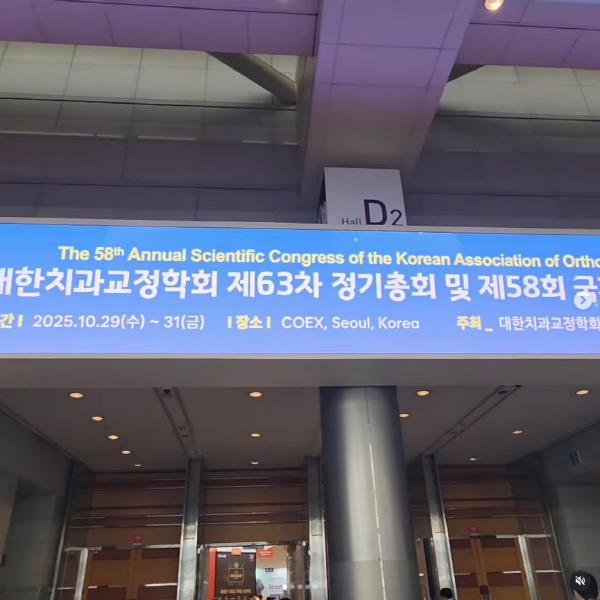 Hall D2
The 58th Annual Scientific Congress of the Korean Association of Ortho
대한치과교정학회 제63차 정기총회 및 제58회 국
간 | 2025.10.29(수) ~ 31(금) | 장소 | COEX, Seoul, Korea 주최 _ 대한치과교정학회